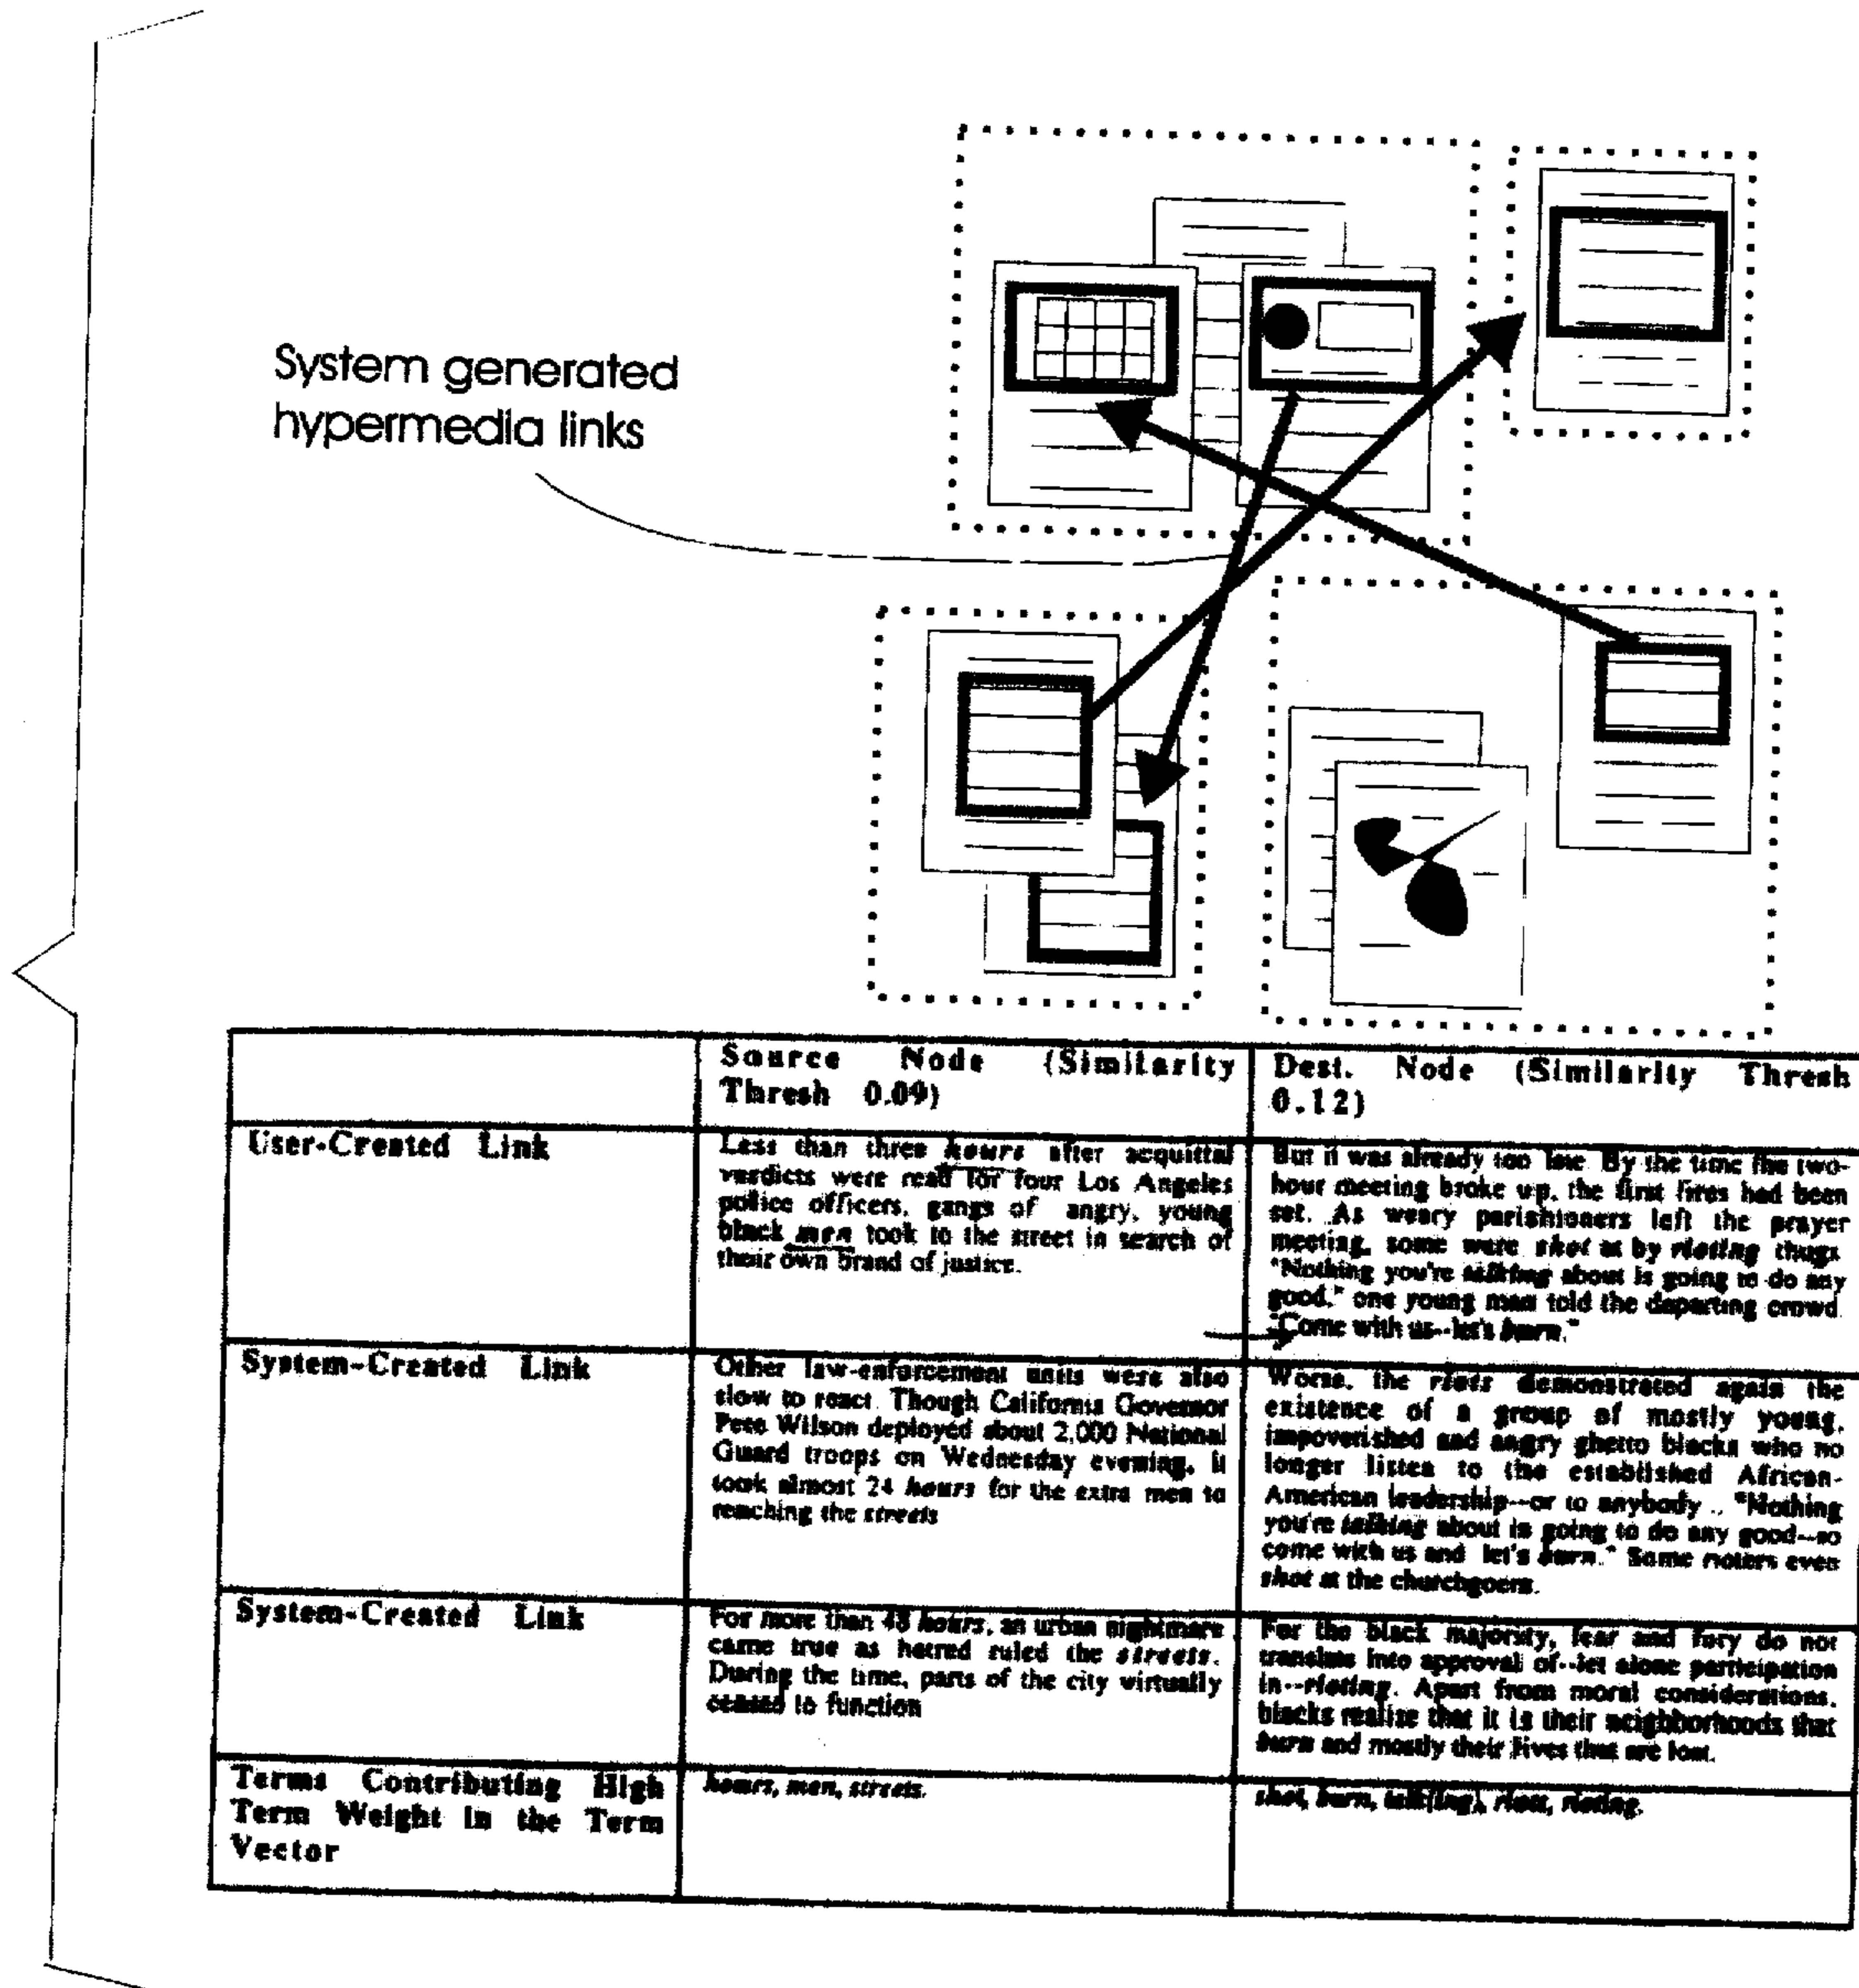 System generated
hypermedia links
Source Node (Similarity
Thresh 0.09)
Dest. Node (Similarity Thresh
0.12)
User-Created Link
Less than three hours after acquittal
verdicts were read for four Los Angeles
police officers, gangs of angry, young
black men took to the street in search of
their own brand of justice.
But it was already too late. By the time the two-
hour meeting broke up, the first fires had been
set. As weary parishioners left the prayer
meeting, some were shot at by rioting thugs.
"Nothing you're talking about is going to do any
good," one young man told the departing crowd.
"Come with us--let's burn."
System-Created Link
Other law-enforcement units were also
slow to react. Though California Governor
Pete Wilson deployed about 2,000 National
Guard troops on Wednesday evening, it
took almost 24 hours for the extra men to
reaching the streets
Worse, the riots demonstrated again the
existence of a group of mostly young,
impoverished and angry ghetto blacks who no
longer listen to the established African-
American leadership--or to anybody .. "Nothing
you're talking about is going to do any good--so
come with us and let's burn." Some rioters even
shot at the churchgoers.
System-Created Link
For more than 48 hours, an urban nightmare
came true as hatred ruled the streets.
During the time, parts of the city virtually
ceased to function
For the black majority, fear and fury do not
translate into approval of--let alone participation
in--rioting. Apart from moral considerations,
blacks realize that it is their neighborhoods that
burn and mostly their lives that are lost.
Terms Contributing High
Term Weight in the Term
Vector
hours, men, streets.
shot, burn, talk(ing), riots, rioting.